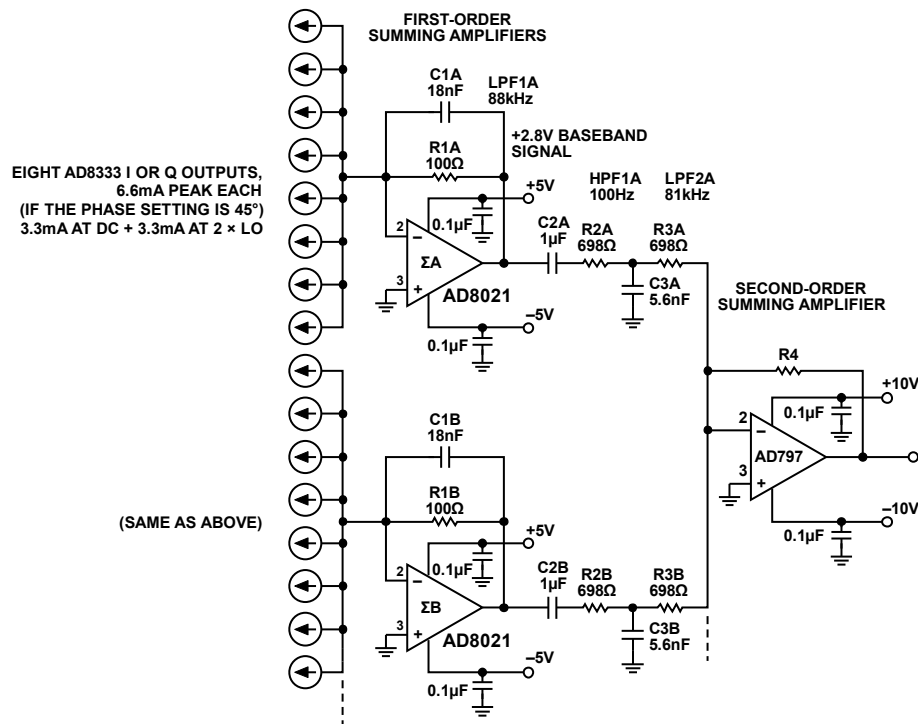 FIRST-ORDER
SUMMING AMPLIFIERS
C1A
18nF
LPF1A
88kHz
R1A
100Ω
+2.8V BASEBAND
SIGNAL
EIGHT AD8333 I OR Q OUTPUTS,
6.6mA PEAK EACH
(IF THE PHASE SETTING IS 45°)
3.3mA AT DC + 3.3mA AT 2 × LO
+5V
0.1µF
2
−
ΣA
3
+
AD8021
−5V
0.1µF
HPF1A
100Hz
LPF2A
81kHz
C2A
1µF
R2A
698Ω
R3A
698Ω
C3A
5.6nF
SECOND-ORDER
SUMMING AMPLIFIER
R4
+10V
0.1µF
2
−
AD797
3
+
−10V
0.1µF
C1B
18nF
R1B
100Ω
(SAME AS ABOVE)
+5V
0.1µF
2
−
ΣB
3
+
AD8021
−5V
0.1µF
C2B
1µF
R2B
698Ω
R3B
698Ω
C3B
5.6nF